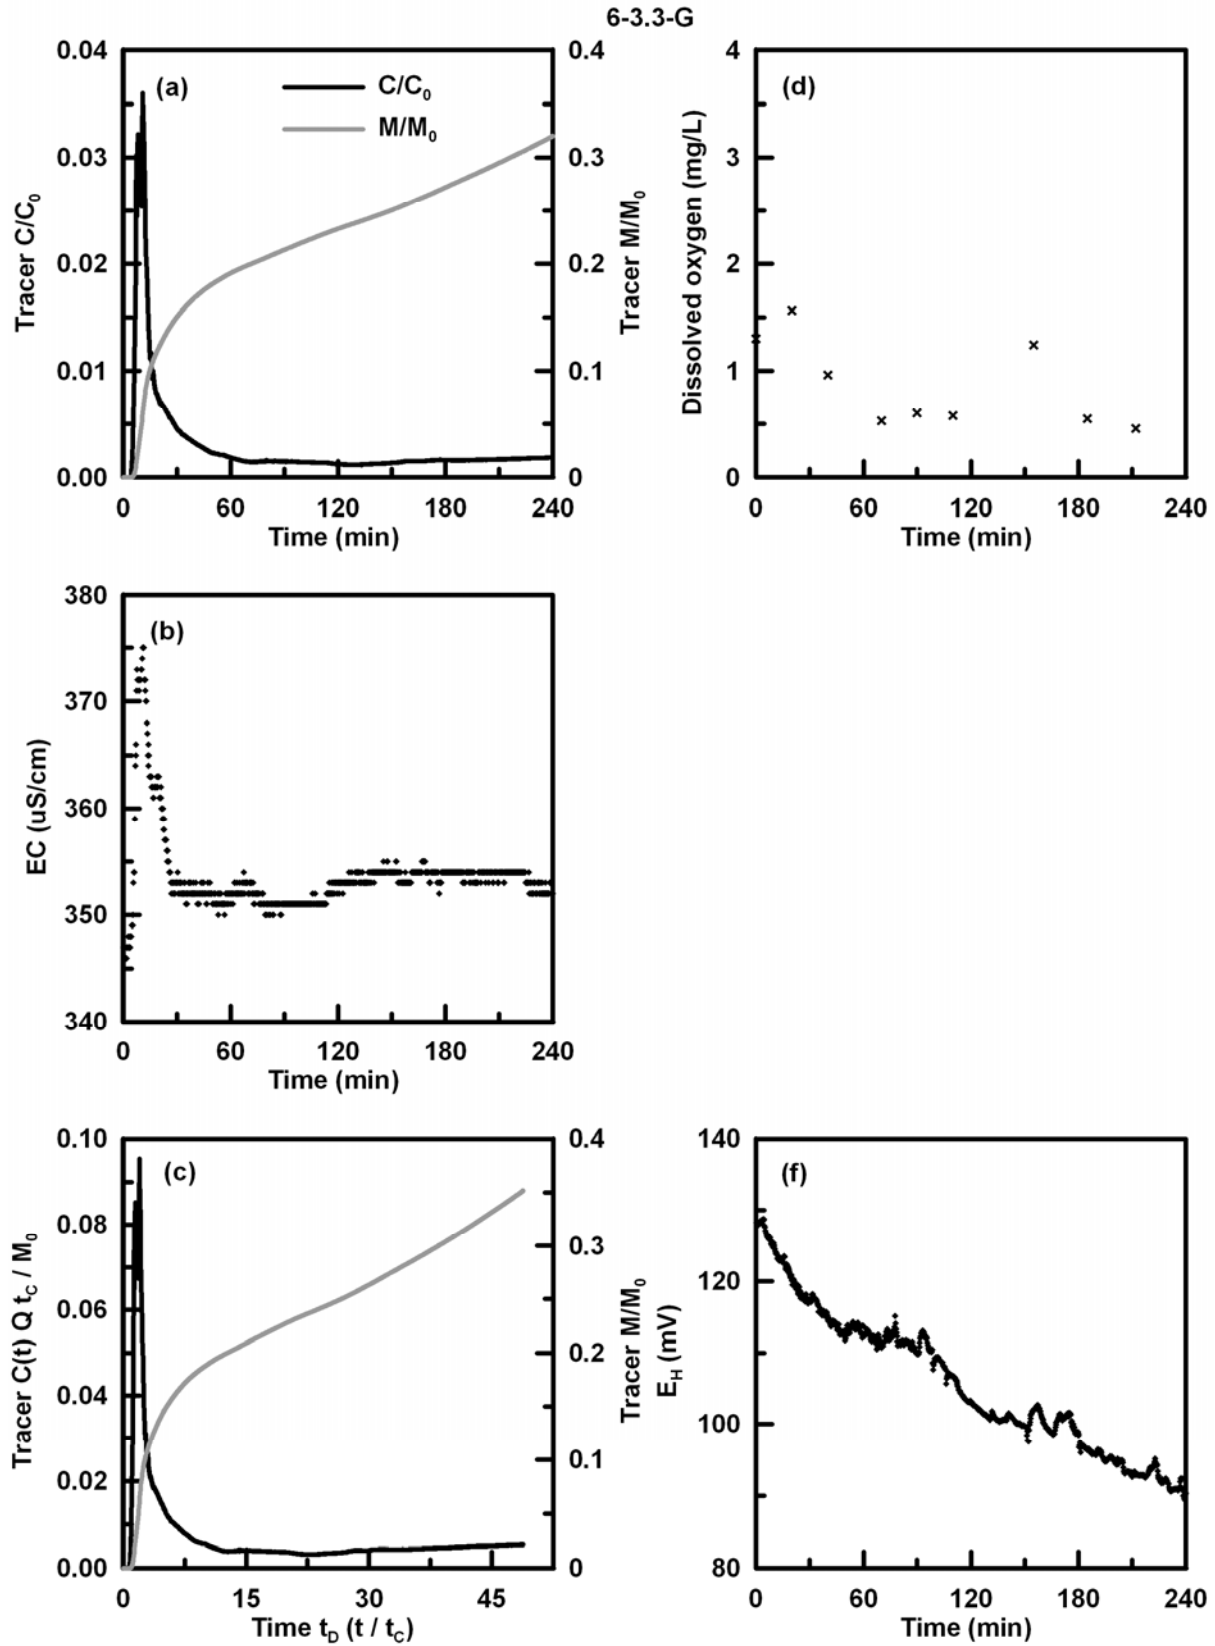 6-3.3-G
(a)
C/C0
M/M0
0.04
0.03
0.02
0.01
0.00
Tracer C/C0
0.4
0.3
0.2
0.1
0
Tracer M/M0
0 60 120 180 240
Time (min)
(d)
4
3
2
1
0
Dissolved oxygen (mg/L)
0 60 120 180 240
Time (min)
(b)
380
370
360
350
340
EC (uS/cm)
0 60 120 180 240
Time (min)
(c)
0.10
0.08
0.06
0.04
0.02
0.00
Tracer C(t) Q tC / M0
0.4
0.3
0.2
0.1
0
Tracer M/M0
0 15 30 45
Time tD (t / tC)
(f)
140
120
100
80
EH (mV)
0 60 120 180 240
Time (min)